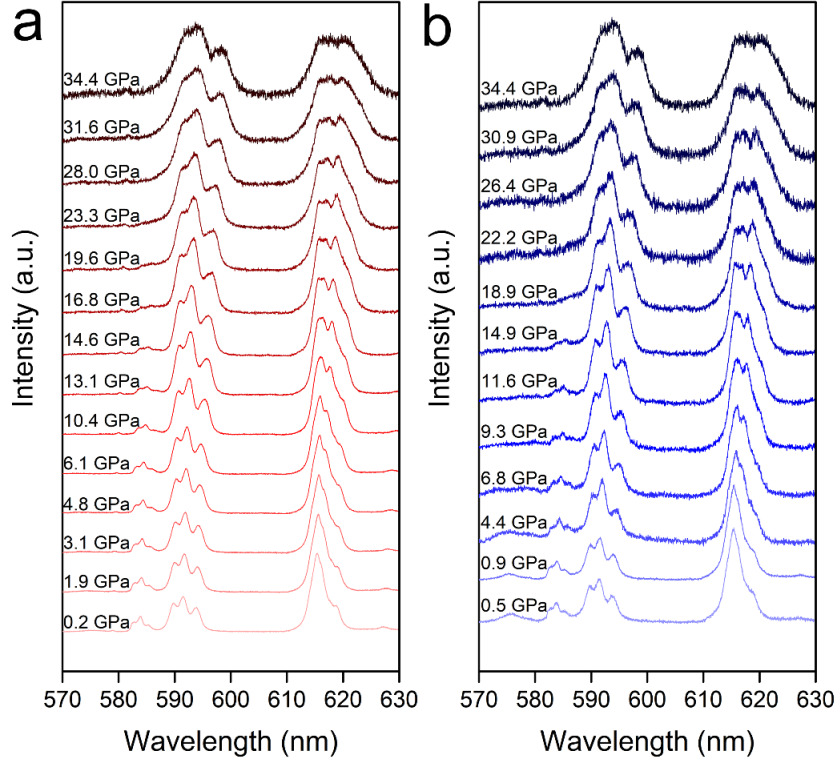 a
34.4 GPa
31.6 GPa
28.0 GPa
23.3 GPa
19.6 GPa
16.8 GPa
14.6 GPa
13.1 GPa
10.4 GPa
6.1 GPa
4.8 GPa
3.1 GPa
1.9 GPa
0.2 GPa
Intensity (a.u.)
570 580 590 600 610 620 630
Wavelength (nm)
b
34.4 GPa
30.9 GPa
26.4 GPa
22.2 GPa
18.9 GPa
14.9 GPa
11.6 GPa
9.3 GPa
6.8 GPa
4.4 GPa
0.9 GPa
0.5 GPa
Intensity (a.u.)
570 580 590 600 610 620 630
Wavelength (nm)